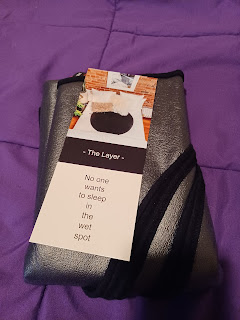 - The Layer -
No one
wants
to sleep
in
the
wet
spot